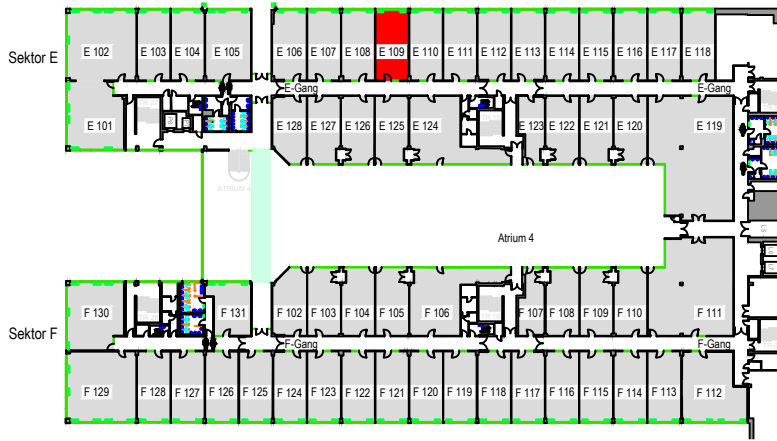 E 102 E 103 E 104 E 105 E 106 E 107 E 108 E 109 E 110 E 111 E 112 E 113 E 114 E 115 E 116 E 117 E 118
Sektor E
E-Gang E-Gang
E 101 E 128 E 127 E 126 E 125 E 124 E 123 E 122 E 121 E 120 E 119
ATRIUM 4
Atrium 4
F 130 F 131 F 102 F 103 F 104 F 105 F 106 F 107 F 108 F 109 F 110 F 111
Sektor F
F-Gang F-Gang
F 129 F 128 F 127 F 126 F 125 F 124 F 123 F 122 F 121 F 120 F 119 F 118 F 117 F 116 F 115 F 114 F 113 F 112